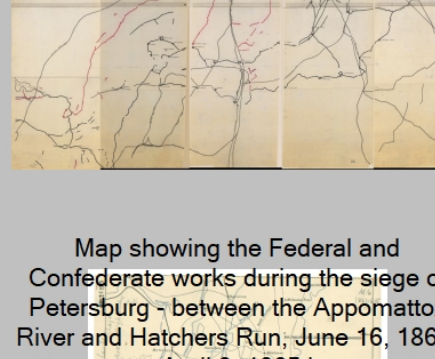 Map showing the Federal and
Confederate works during the siege o
Petersburg - between the Appomatto
River and Hatchers Run, June 16, 186